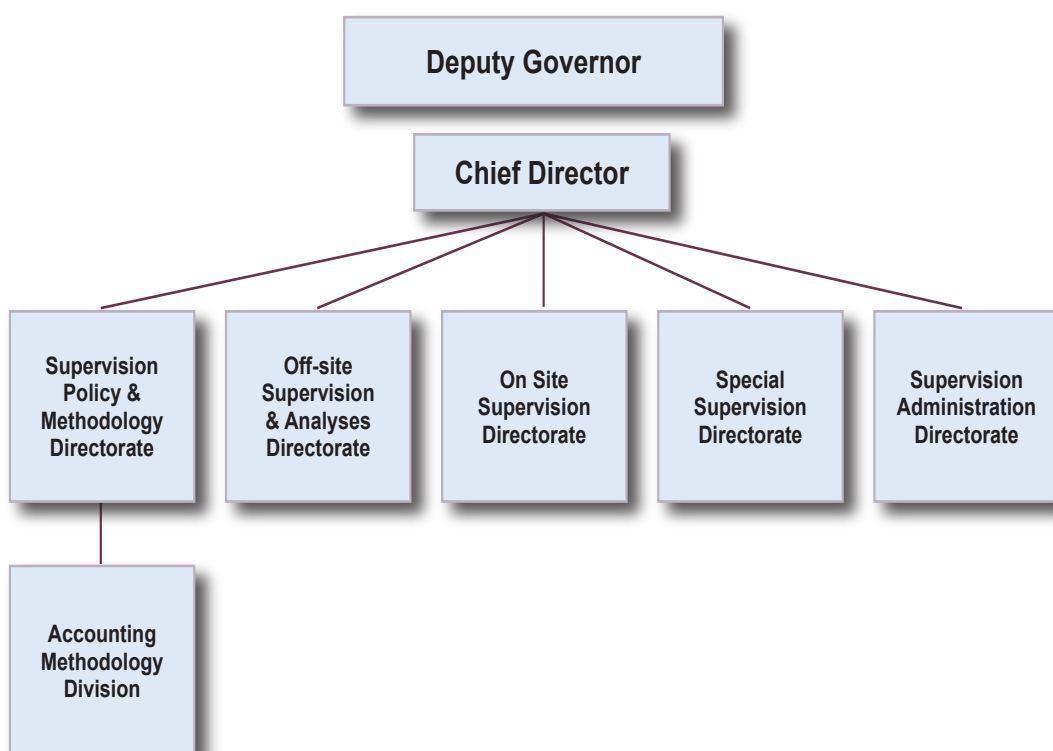 Deputy Governor
Chief Director
Supervision
Policy &
Methodology
Directorate
Off-site
Supervision
& Analyses
Directorate
On Site
Supervision
Directorate
Special
Supervision
Directorate
Supervision
Administration
Directorate
Accounting
Methodology
Division